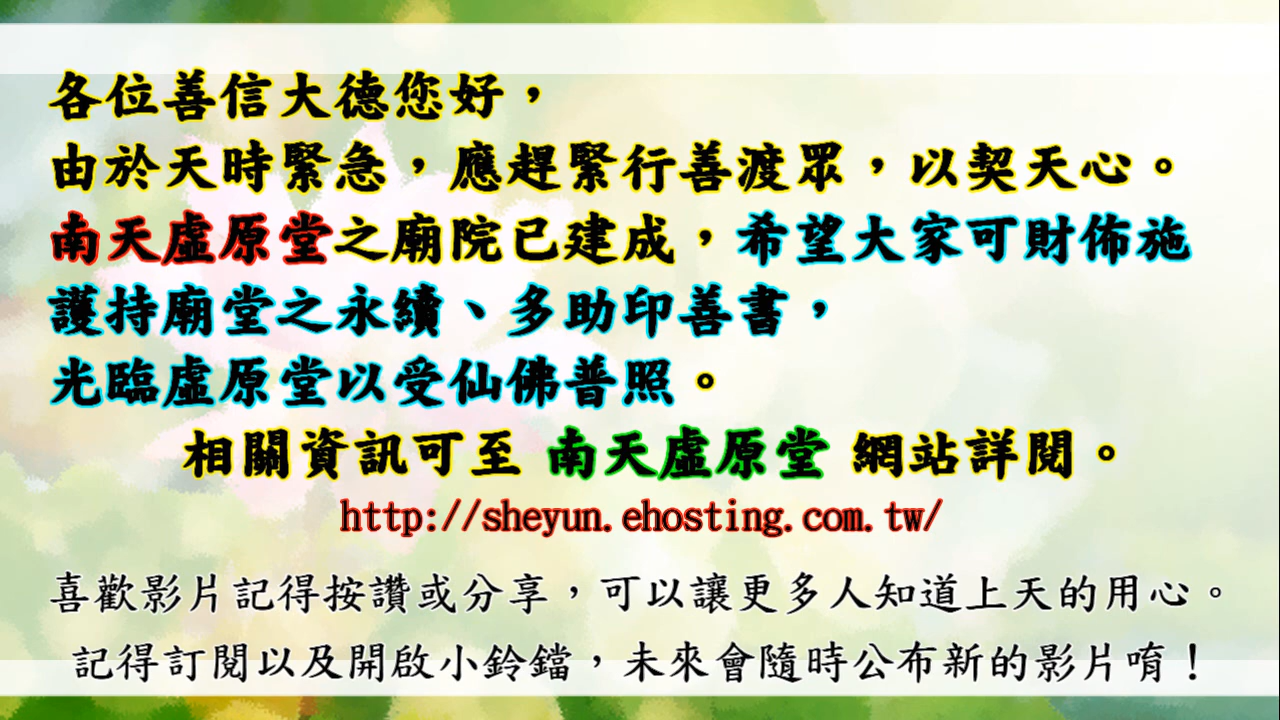 各位善信大德您好，
由於天時緊急，應趕緊行善渡眾，以契天心。
南天虛原堂之廟院已建成，希望大家可財佈施
護持廟堂之永續、多助印善書，
光臨虛原堂以受仙佛普照。
相關資訊可至 南天虛原堂 網站詳閱。
http://sheyun.ehosting.com.tw/
喜歡影片記得按讚或分享，可以讓更多人知道上天的用心。
記得訂閱以及開啟小鈴鐺，未來會隨時公布新的影片唷！